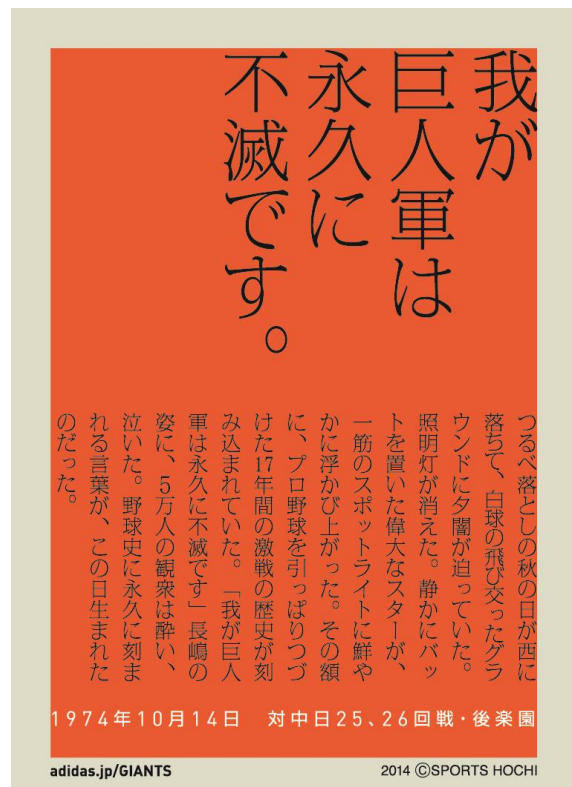 我が
巨人軍は
永久に
不滅です。
つるべ落としの秋の日が西に
落ちて、白球の飛び交ったグラ
ウンドに夕闇が迫っていた。
照明灯が消えた。静かにバッ
トを置いた偉大なスターが、
一筋のスポットライトに鮮や
かに浮かび上がった。その額
に、プロ野球を引っぱりつづ
けた17年間の激戦の歴史が刻
み込まれていた。「我が巨人
軍は永久に不滅です」長嶋の
姿に、５万人の観衆は酔い、
泣いた。野球史に永久に刻ま
れる言葉が、この日生まれた
のだった。
1974年10月14日　対中日25、26回戦・後楽園
adidas.jp/GIANTS
2014 ⒸSPORTS HOCHI